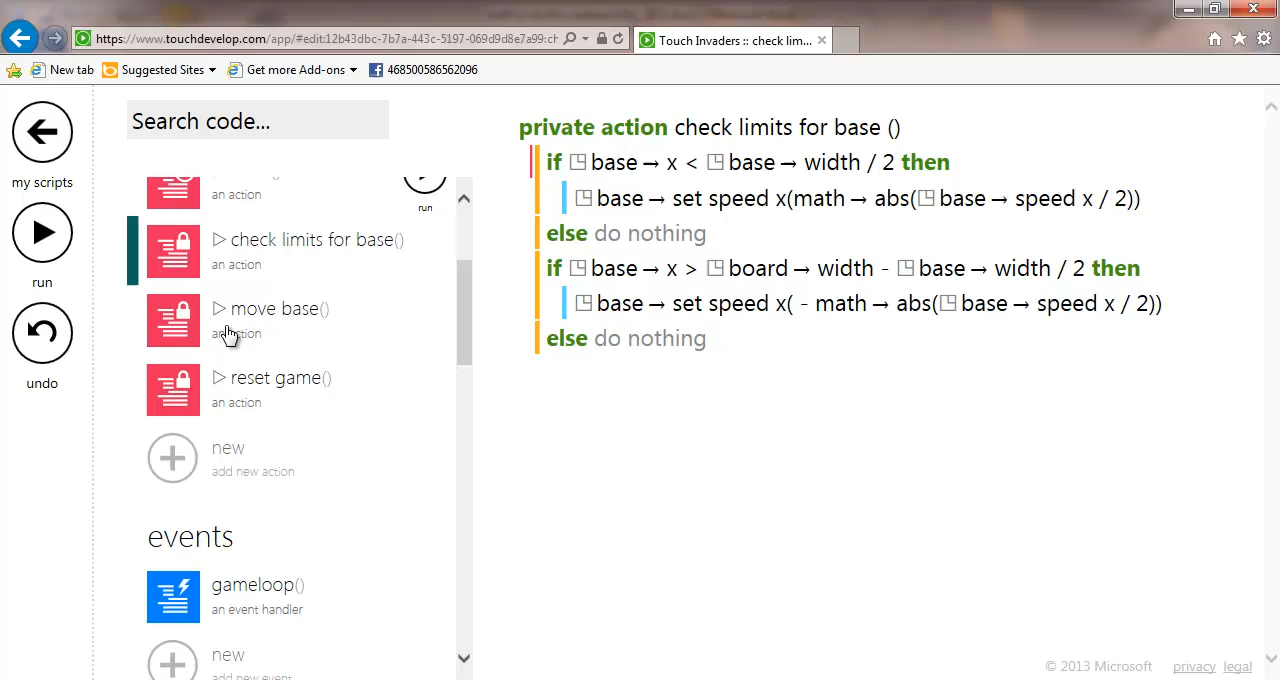 https://www.touchdevelop.com/app/#edit:12b43dbc-7b7a-443c-5197-069d9d8e7a99:ch
Touch Invaders :: check lim...
New tab
Suggested Sites
Get more Add-ons
468500586562096
my scripts
run
undo
Search code...
an action
run
check limits for base()
an action
move base()
an action
reset game()
an action
new
add new action
events
gameloop()
an event handler
new
add new event
private action check limits for base ()
if base → x < base → width / 2 then
base → set speed x(math → abs(base → speed x / 2))
else do nothing
if base → x > board → width - base → width / 2 then
base → set speed x( - math → abs(base → speed x / 2))
else do nothing
© 2013 Microsoft privacy legal